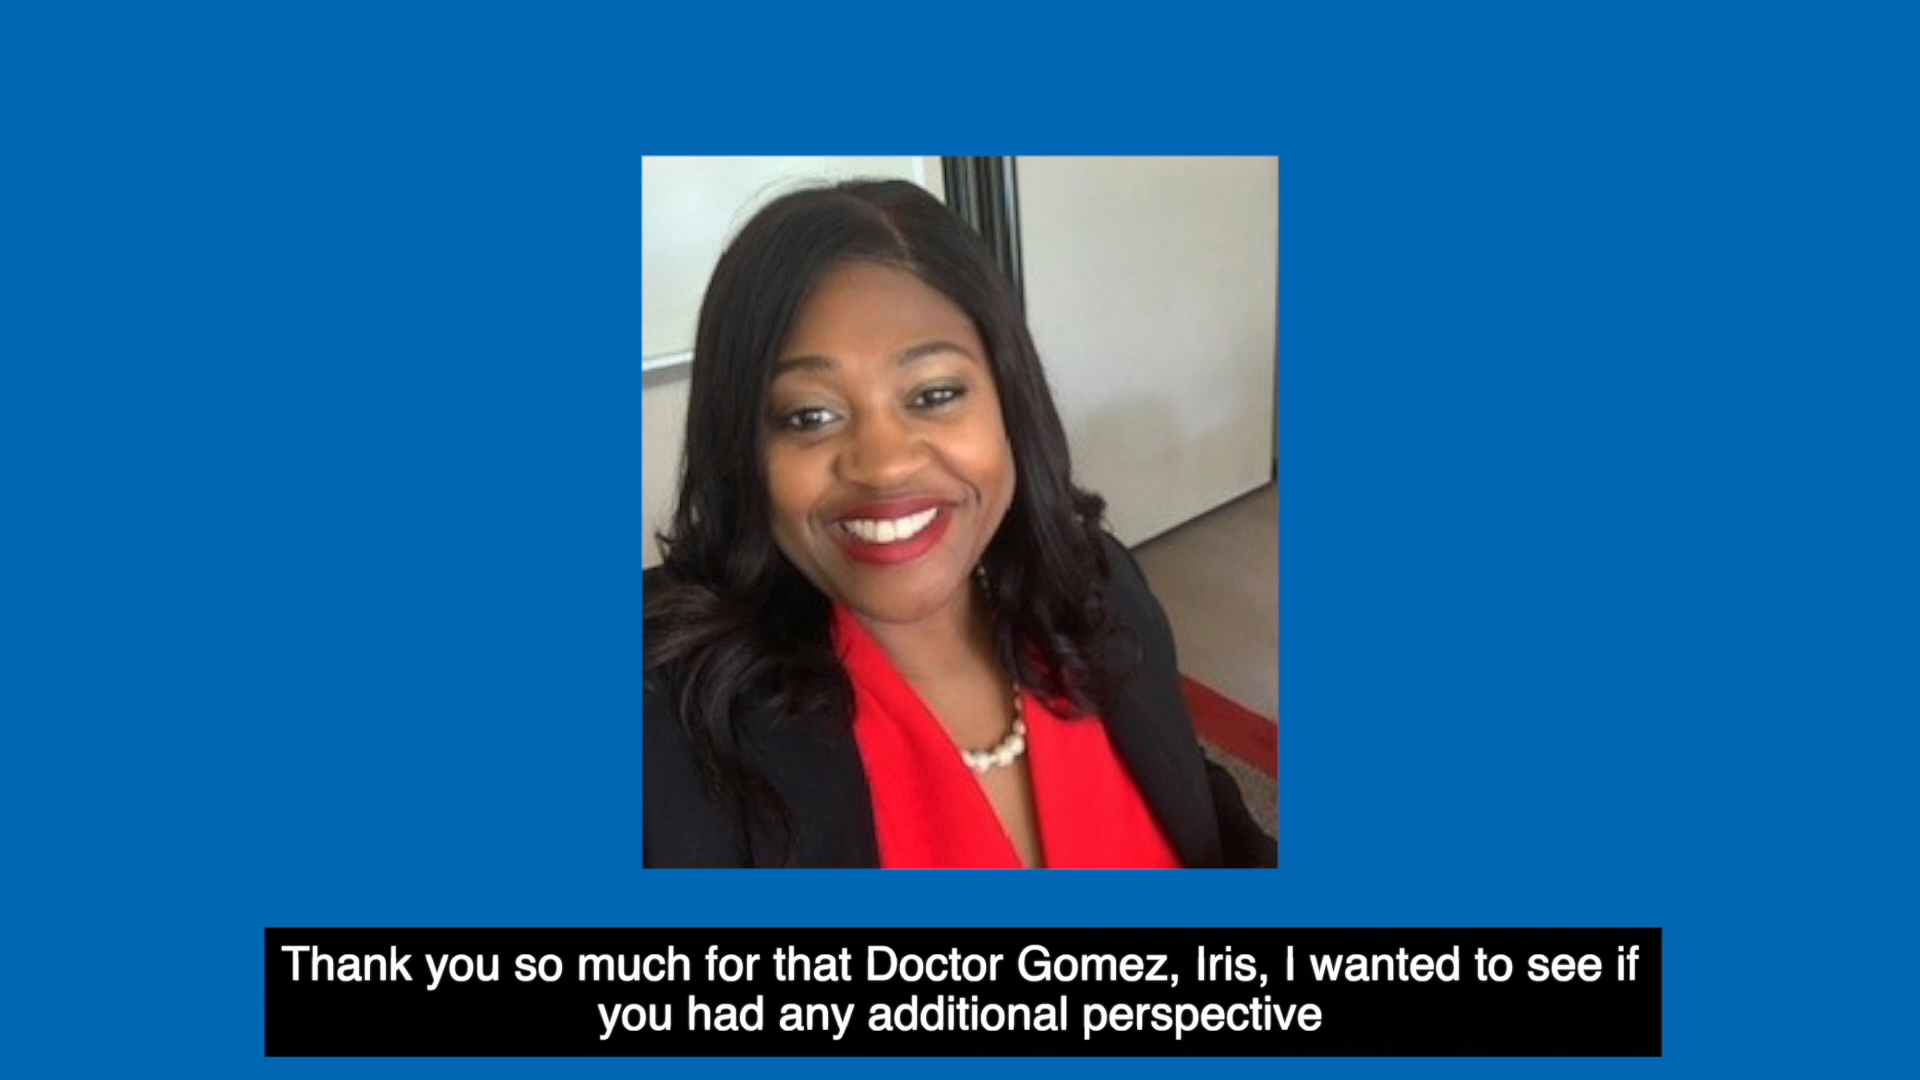 Thank you so much for that Doctor Gomez, Iris, I wanted to see if
you had any additional perspective